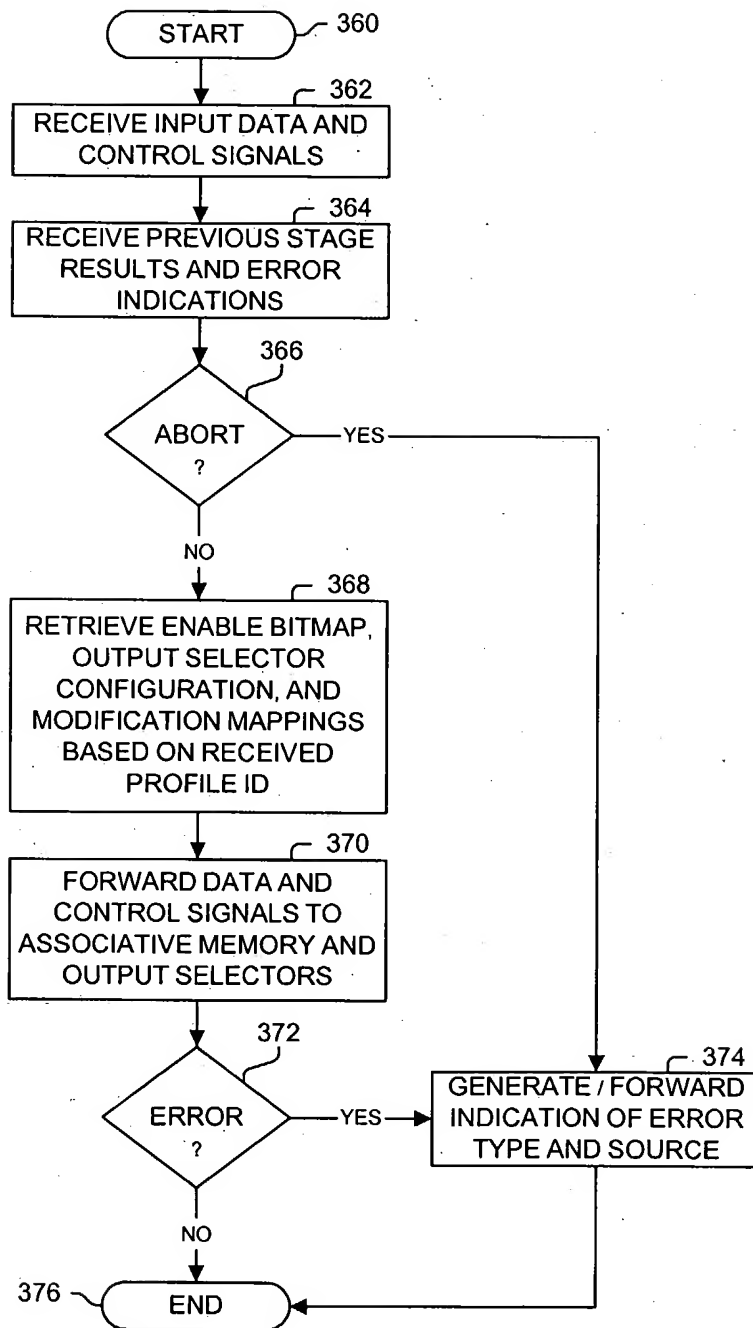 START
360
362
RECEIVE INPUT DATA AND
CONTROL SIGNALS
364
RECEIVE PREVIOUS STAGE
RESULTS AND ERROR
INDICATIONS
366
ABORT
?
YES
NO
368
RETRIEVE ENABLE BITMAP,
OUTPUT SELECTOR
CONFIGURATION, AND
MODIFICATION MAPPINGS
BASED ON RECEIVED
PROFILE ID
370
FORWARD DATA AND
CONTROL SIGNALS TO
ASSOCIATIVE MEMORY AND
OUTPUT SELECTORS
372
ERROR
?
YES
374
GENERATE / FORWARD
INDICATION OF ERROR
TYPE AND SOURCE
NO
376
END